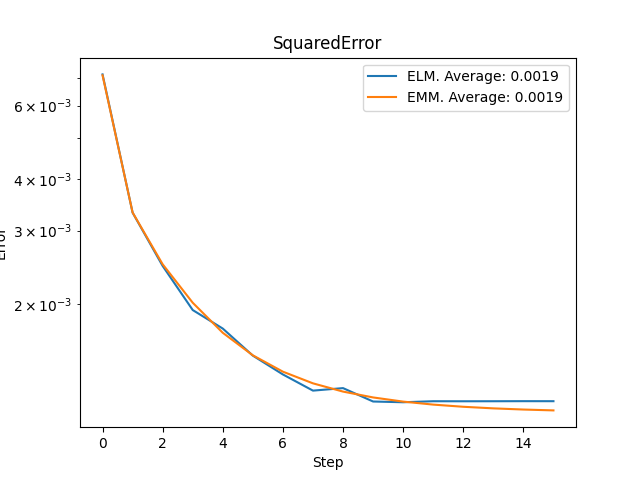 SquaredError
ELM. Average: 0.0019
EMM. Average: 0.0019
6 × 10⁻³
4 × 10⁻³
3 × 10⁻³
2 × 10⁻³
Error
0 2 4 6 8 10 12 14
Step